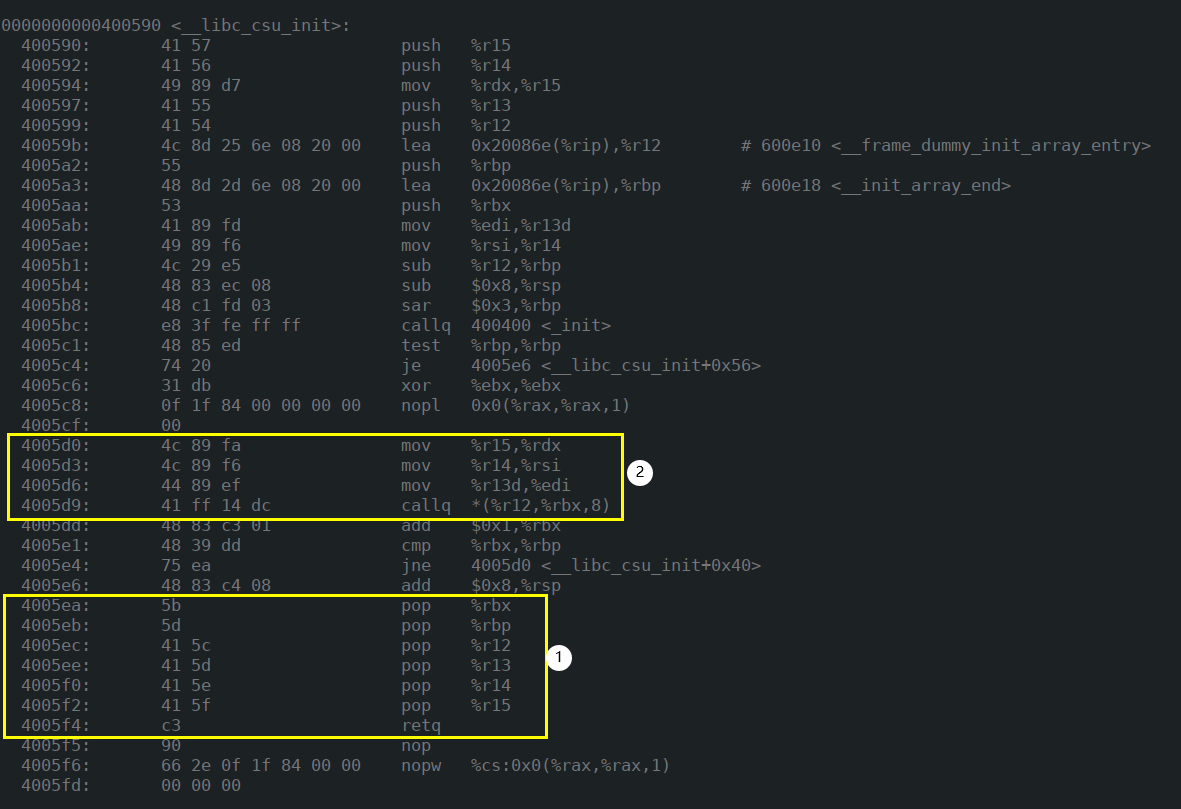 0000000000400590 <__libc_csu_init>:
400590: 41 57 push %r15
400592: 41 56 push %r14
400594: 49 89 d7 mov %rdx,%r15
400597: 41 55 push %r13
400599: 41 54 push %r12
40059b: 4c 8d 25 6e 08 20 00 lea 0x20086e(%rip),%r12 # 600e10 <__frame_dummy_init_array_entry>
4005a2: 55 push %rbp
4005a3: 48 8d 2d 6e 08 20 00 lea 0x20086e(%rip),%rbp # 600e18 <__init_array_end>
4005aa: 53 push %rbx
4005ab: 41 89 fd mov %edi,%r13d
4005ae: 49 89 f6 mov %rsi,%r14
4005b1: 4c 29 e5 sub %r12,%rbp
4005b4: 48 83 ec 08 sub $0x8,%rsp
4005b8: 48 c1 fd 03 sar $0x3,%rbp
4005bc: e8 3f fe ff ff callq 400400 <_init>
4005c1: 48 85 ed test %rbp,%rbp
4005c4: 74 20 je 4005e6 <__libc_csu_init+0x56>
4005c6: 31 db xor %ebx,%ebx
4005c8: 0f 1f 84 00 00 00 00 nopl 0x0(%rax,%rax,1)
4005cf: 00
4005d0: 4c 89 fa mov %r15,%rdx
4005d3: 4c 89 f6 mov %r14,%rsi
4005d6: 44 89 ef mov %r13d,%edi
2
4005d9: 41 ff 14 dc callq *(%r12,%rbx,8)
4005dd: 48 83 c3 01 add $0x1,%rbx
4005e1: 48 39 dd cmp %rbx,%rbp
4005e4: 75 ea jne 4005d0 <__libc_csu_init+0x40>
4005e6: 48 83 c4 08 add $0x8,%rsp
4005ea: 5b pop %rbx
4005eb: 5d pop %rbp
4005ec: 41 5c pop %r12
1
4005ee: 41 5d pop %r13
4005f0: 41 5e pop %r14
4005f2: 41 5f pop %r15
4005f4: c3 retq
4005f5: 90 nop
4005f6: 66 2e 0f 1f 84 00 00 nopw %cs:0x0(%rax,%rax,1)
4005fd: 00 00 00